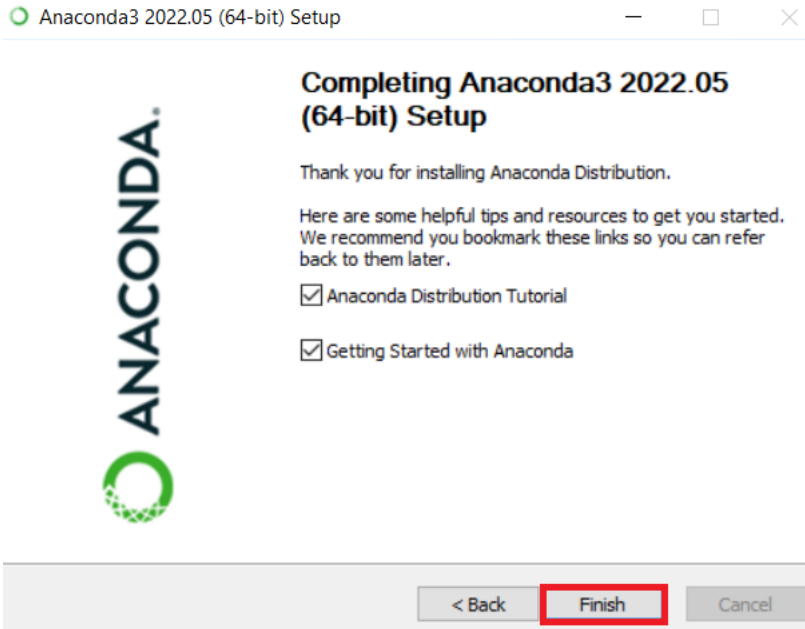 Anaconda3 2022.05 (64-bit) Setup
ANACONDA.
Completing Anaconda3 2022.05
(64-bit) Setup
Thank you for installing Anaconda Distribution.
Here are some helpful tips and resources to get you started.
We recommend you bookmark these links so you can refer
back to them later.
Anaconda Distribution Tutorial
Getting Started with Anaconda
< Back Finish Cancel